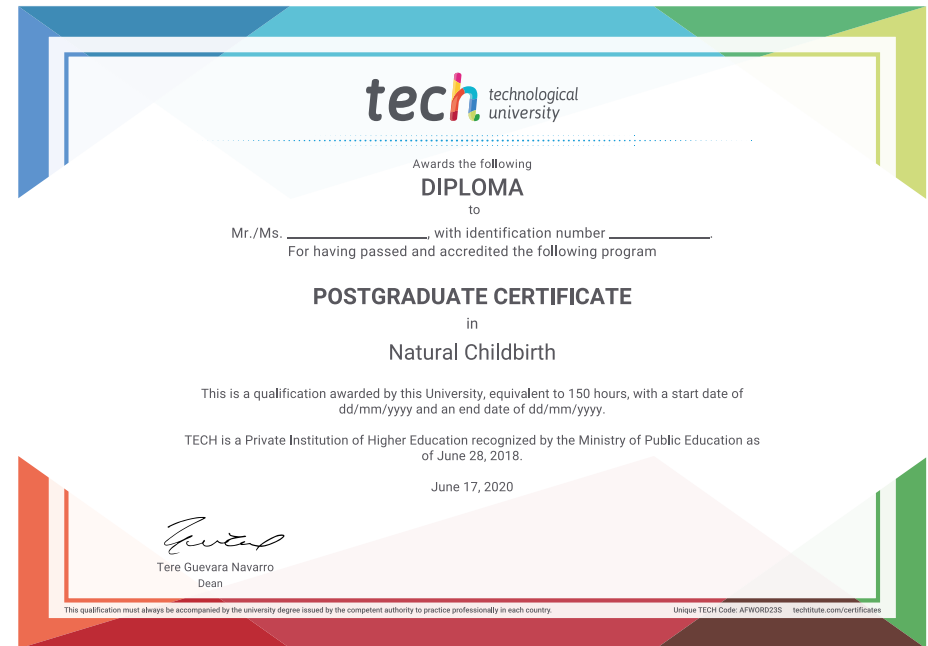 tech technological
university
Awards the following
DIPLOMA
to
Mr./Ms. ____________________, with identification number ______________.
For having passed and accredited the following program
POSTGRADUATE CERTIFICATE
in
Natural Childbirth
This is a qualification awarded by this University, equivalent to 150 hours, with a start date of
dd/mm/yyyy and an end date of dd/mm/yyyy.
TECH is a Private Institution of Higher Education recognized by the Ministry of Public Education as
of June 28, 2018.
June 17, 2020
Tere Guevara Navarro
Dean
This qualification must always be accompanied by the university degree issued by the competent authority to practice professionally in each country.
Unique TECH Code: AFWORD23S techtitute.com/certificates